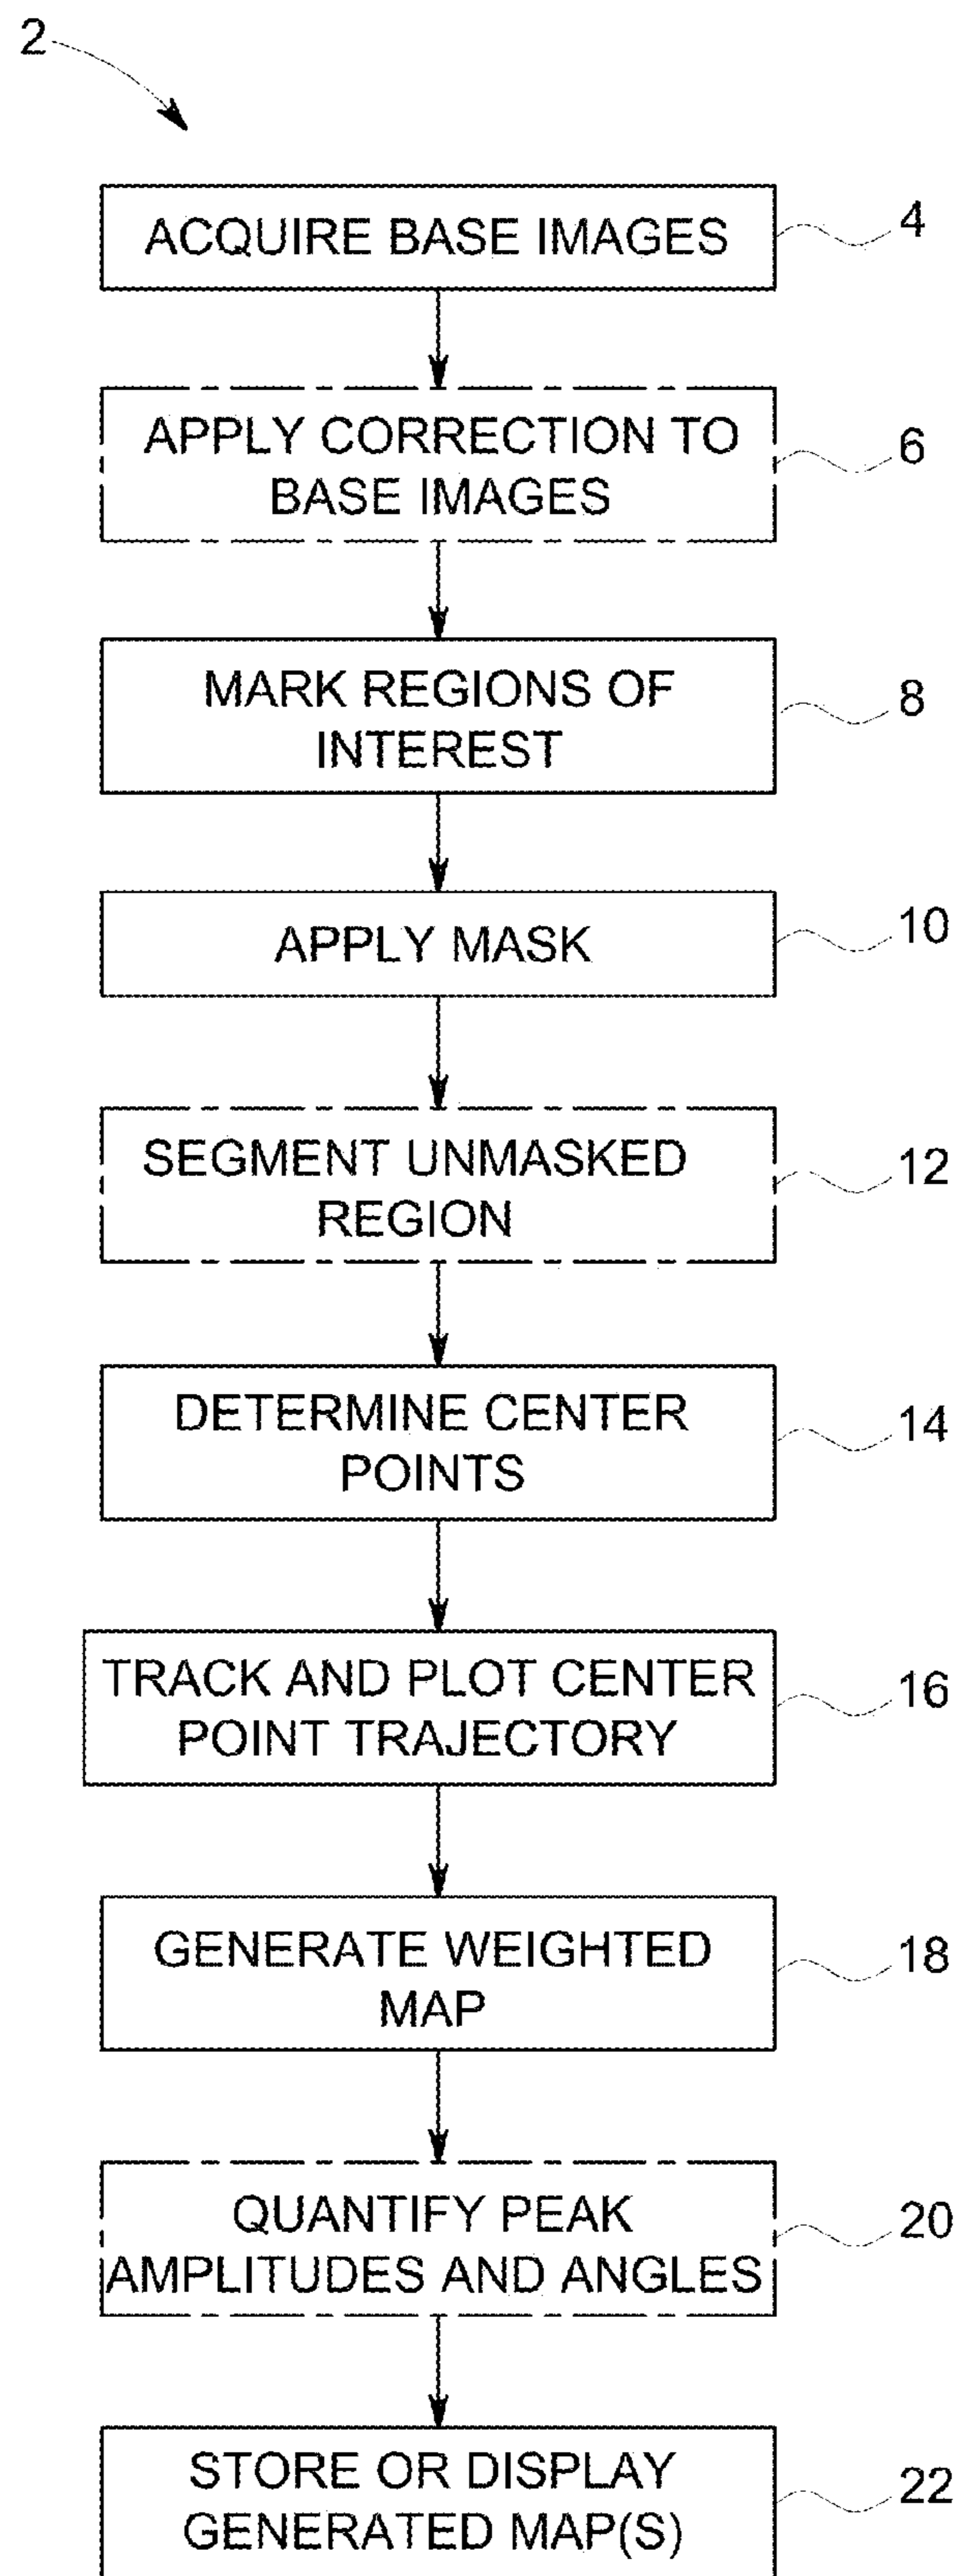 2
ACQUIRE BASE IMAGES
4
APPLY CORRECTION TO
BASE IMAGES
6
MARK REGIONS OF
INTEREST
8
APPLY MASK
10
SEGMENT UNMASKED
REGION
12
DETERMINE CENTER
POINTS
14
TRACK AND PLOT CENTER
POINT TRAJECTORY
16
GENERATE WEIGHTED
MAP
18
QUANTIFY PEAK
AMPLITUDES AND ANGLES
20
STORE OR DISPLAY
GENERATED MAP(S)
22